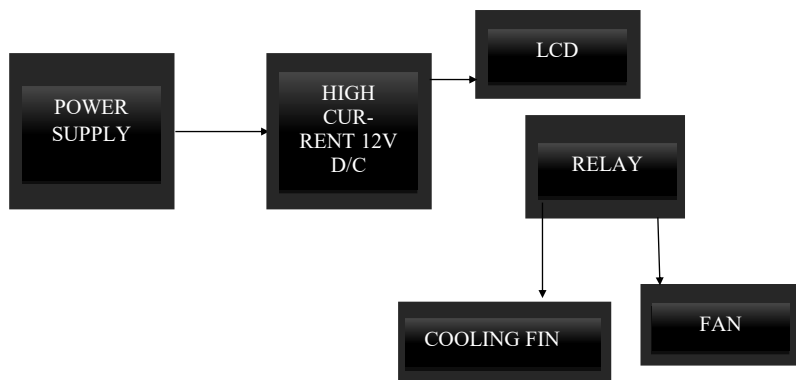 POWER
SUPPLY
HIGH
CUR-
RENT 12V
D/C
LCD
RELAY
COOLING FIN
FAN